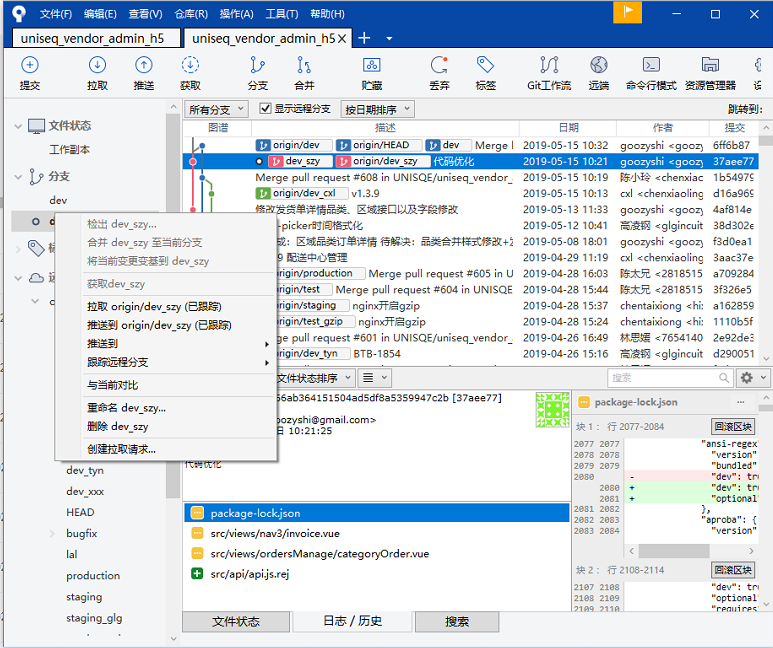 文件(F) 编辑(E) 查看(V) 仓库(R) 操作(A) 工具(T) 帮助(H)
uniseq_vendor_admin_h5 uniseq_vendor_admin_h5
提交 拉取 推送 获取 分支 合并 贮藏 丢弃 标签 Git工作流 远端 命令行模式 资源管理器
文件状态
工作副本
分支
dev
所有分支 显示远程分支 按日期排序 跳转到:
图谱 描述 日期 作者 提交
origin/dev origin/HEAD dev Merge 2019-05-15 10:32 goozyshi <goozy 6ff6b87
dev_szy origin/dev_szy 代码优化 2019-05-15 10:21 goozyshi <goozy 37aee77
Merge pull request #608 in UNISQE/uniseq_vendor_ 2019-05-15 10:19 陈小玲 <chenxiac 1b54979
origin/dev_cxl v1.3.9 2019-05-15 10:13 cxl <chenxiaoling d16a969
修改发货单详情品类、区域接口以及字段修改 2019-05-13 11:33 goozyshi <goozy 4af814e
-picker时间格式化 2019-05-12 10:41 高凌钢 <glgincuit 38d302e
成：区域品类订单详情 待解决：品类合并样式修改+ 2019-05-08 18:01 goozyshi <goozy f3d0ea1
9 配送中心管理 2019-04-29 11:19 cxl <chenxiaoling 3aac37e
origin/production Merge pull request #605 in U 2019-04-28 16:03 陈太兄 <2818515 a709284
origin/test Merge pull request #604 in UNISQE/ 2019-04-28 15:39 陈太兄 <2818515 3f326e5
origin/staging nginx开启gzip 2019-04-28 15:37 chentaixiong <hi x a162859
origin/test_gzip nginx开启gzip 2019-04-28 15:24 chentaixiong <hi x 1110b5f
Merge pull request #601 in UNISQE/uniseq_vendor_ 2019-04-26 16:49 林思媛 <7654140 2e92de3
origin/dev_tyn BTB-1854 2019-04-26 15:16 高凌钢 <glgincuit d290051
检出 dev_szy...
合并 dev_szy 至当前分支
将当前变更变基到 dev_szy
获取dev_szy
拉取 origin/dev_szy (已跟踪)
推送到 origin/dev_szy (已跟踪)
推送到
跟踪远程分支
与当前对比
重命名 dev_szy...
删除 dev_szy
创建拉取请求...
dev_tyn
dev_xxx
HEAD
bugfix
lal
production
staging
staging_glg
文件状态排序 搜索
66ab364151504ad5df8a5359947c2b [37aee77]
oozyshi@gmail.com>
日 10:21:25
代码优化
package-lock.json
src/views/nav3/invoice.vue
src/views/ordersManage/categoryOrder.vue
src/api/api.js.rej
package-lock.json ...
块 1： 行 2077-2084 回滚区块
2077 2077 "ansi-regex"
2078 2078 "version"
2079 2079 "bundled"
2080 - "dev": tru
2080 + "dev": tru
2081 + "optional"
2081 2082 },
2082 2083 "aproba": {
2083 2084 "version"
块 2： 行 2108-2114 回滚区块
2107 2108 "dev": tru
2108 2109 "optional"
2109 2110 "requires"
文件状态 日志 / 历史 搜索